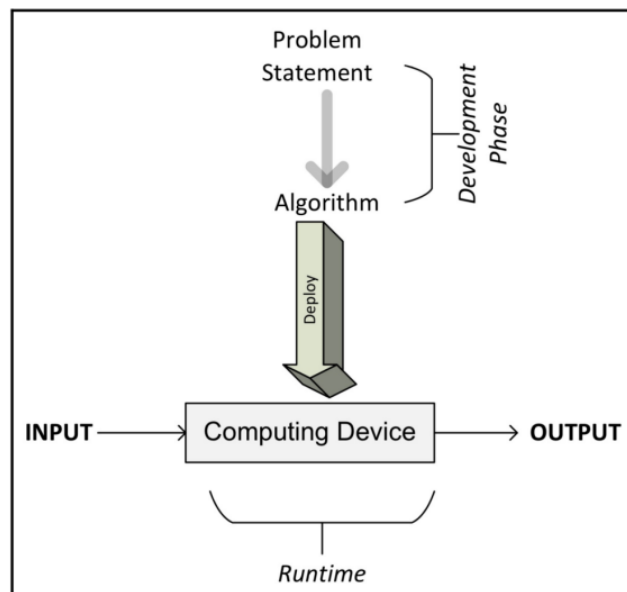 Problem
Statement
Development
Phase
Algorithm
Deploy
INPUT
Computing Device
OUTPUT
Runtime